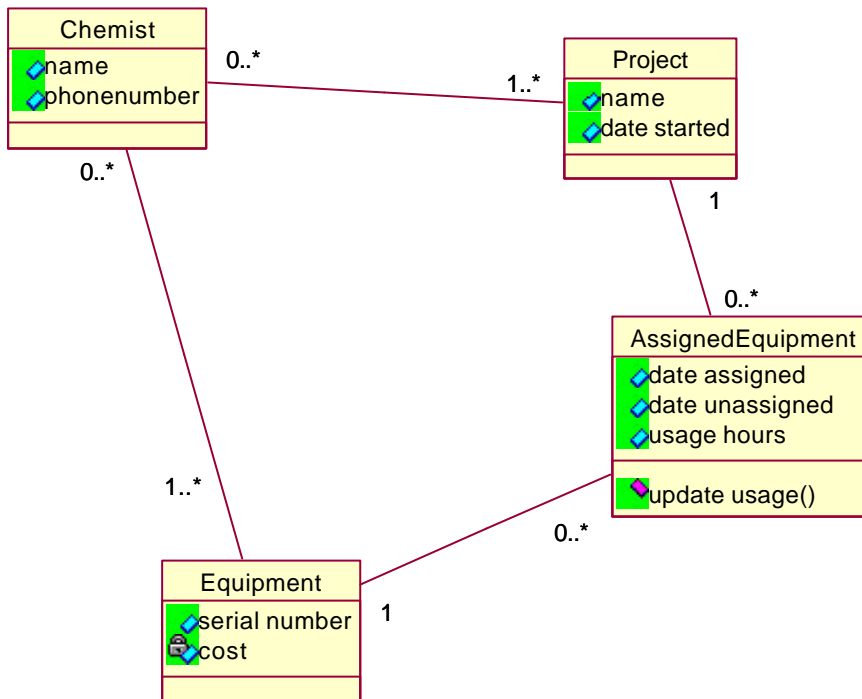 Chemist
name
phonenumber
0..*
1..*
Project
name
date started
0..*
1
0..*
AssignedEquipment
date assigned
date unassigned
usage hours
update usage()
1..*
0..*
Equipment
serial number
cost
1